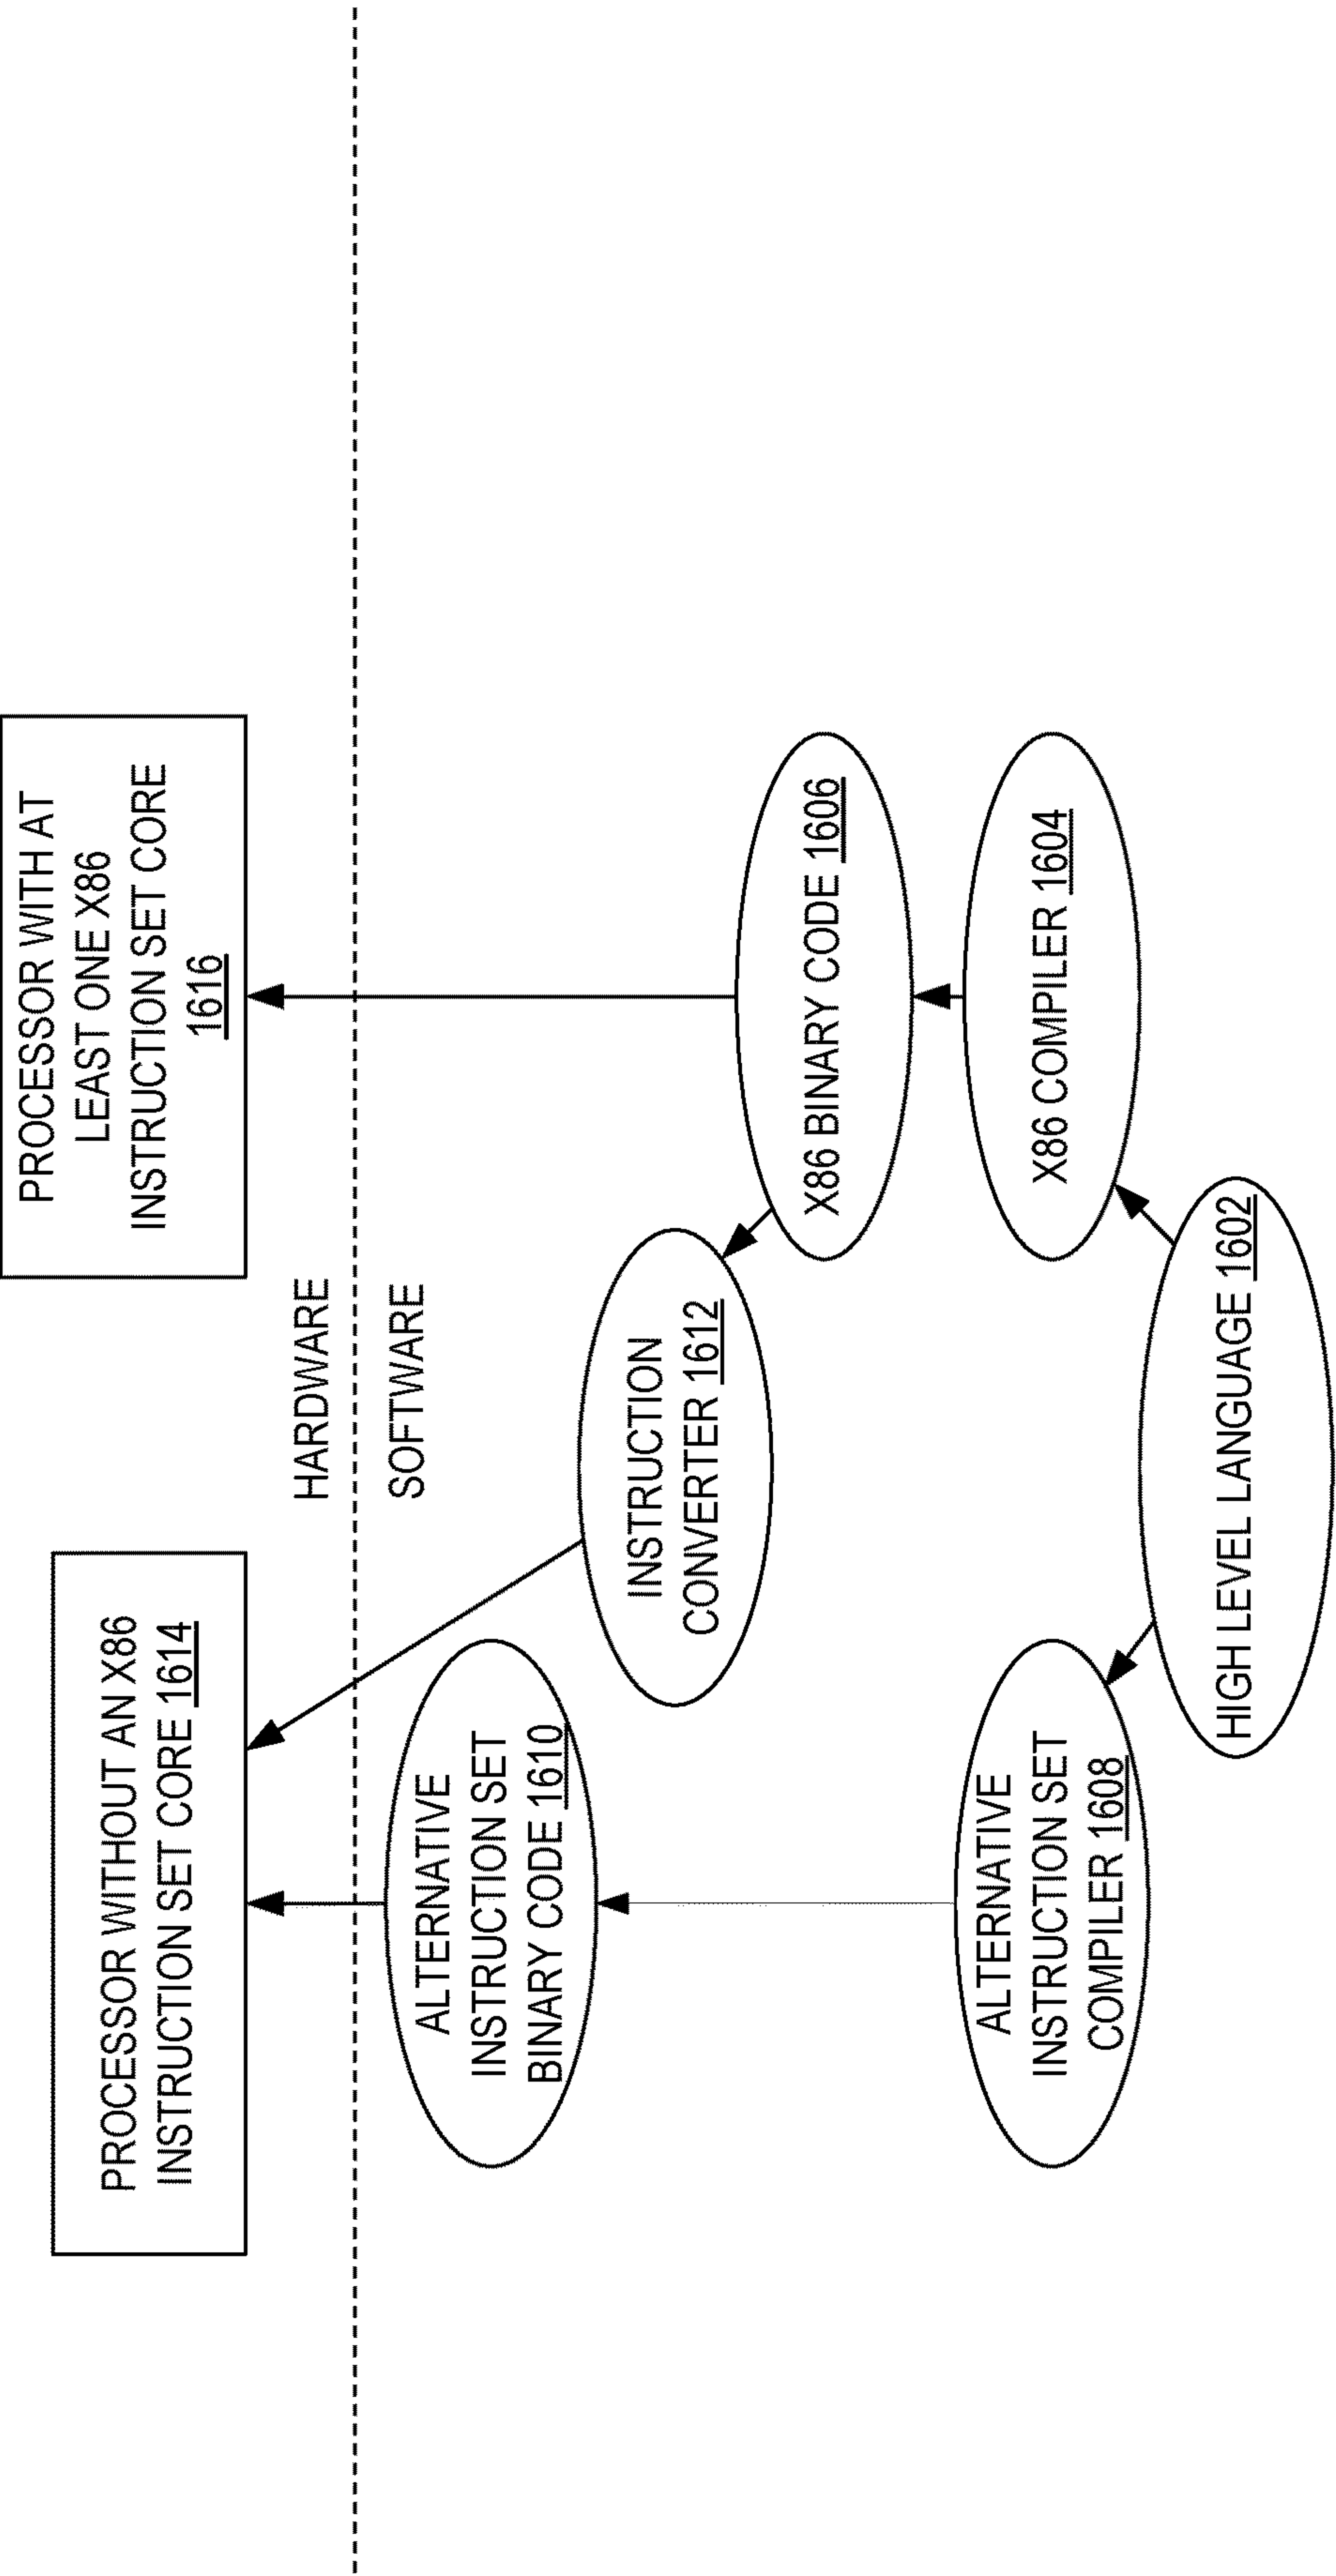 PROCESSOR WITHOUT AN X86
INSTRUCTION SET CORE 1614
PROCESSOR WITH AT
LEAST ONE X86
INSTRUCTION SET CORE
1616
HARDWARE
SOFTWARE
ALTERNATIVE
INSTRUCTION SET
BINARY CODE 1610
INSTRUCTION
CONVERTER 1612
X86 BINARY CODE 1606
ALTERNATIVE
INSTRUCTION SET
COMPILER 1608
X86 COMPILER 1604
HIGH LEVEL LANGUAGE 1602